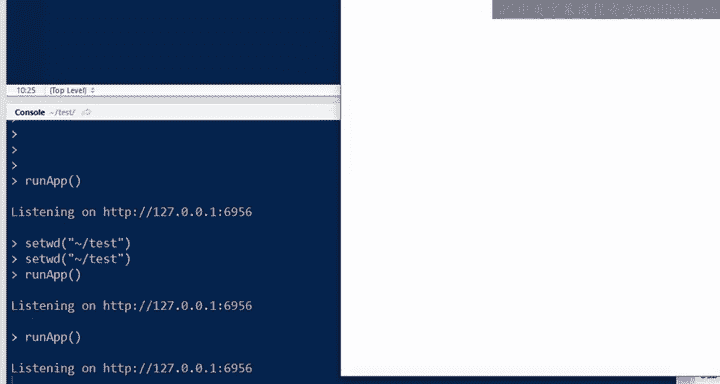 10:25 (Top Level)
Console ~/test/
>
>
>
> runApp()
Listening on http://127.0.0.1:6956
> setwd("~/test")
> setwd("~/test")
> runApp()
Listening on http://127.0.0.1:6956
> runApp()
Listening on http://127.0.0.1:6956